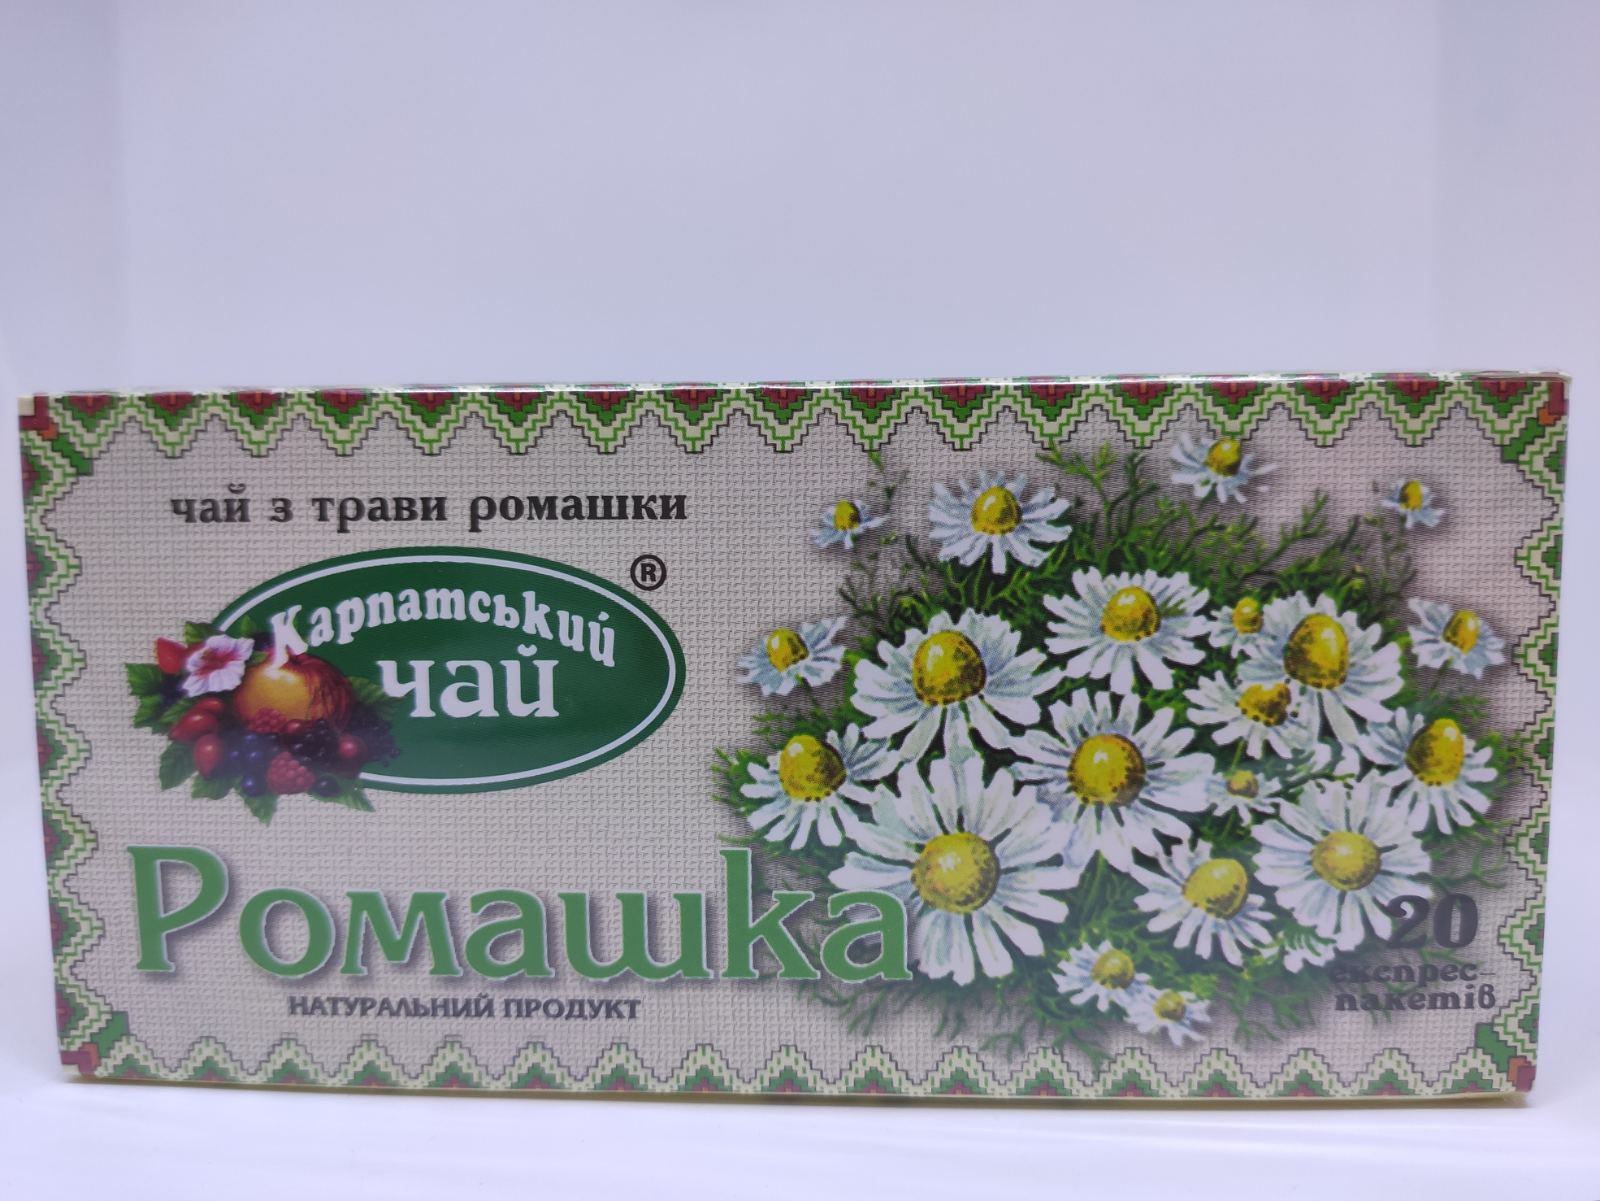 чай з трави ромашки
®
Карпатський
чай
Ромашка
НАТУРАЛЬНИЙ ПРОДУКТ
20
експрес-
пакетів